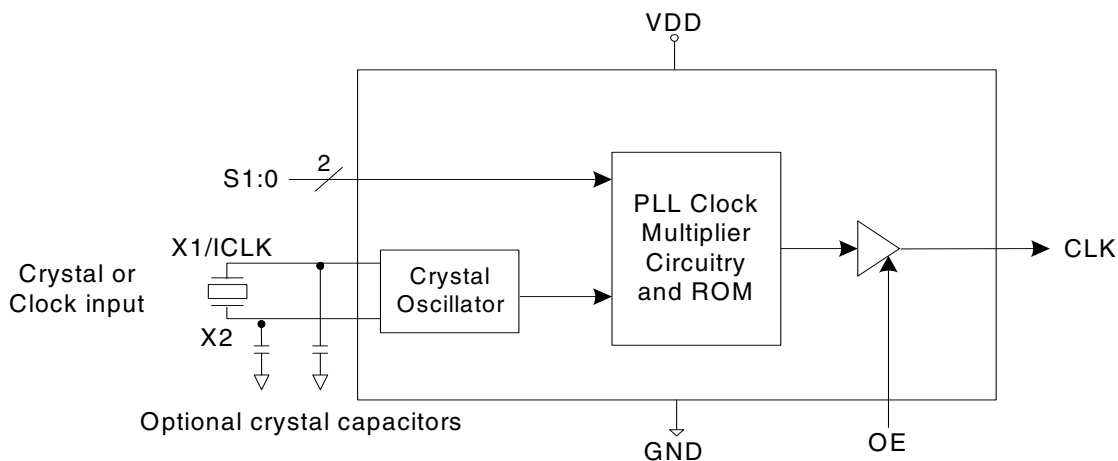 VDD
2
S1:0
PLL Clock
Multiplier
Circuitry
and ROM
X1/ICLK
CLK
Crystal or
Clock input
Crystal
Oscillator
X2
Optional crystal capacitors
GND
OE